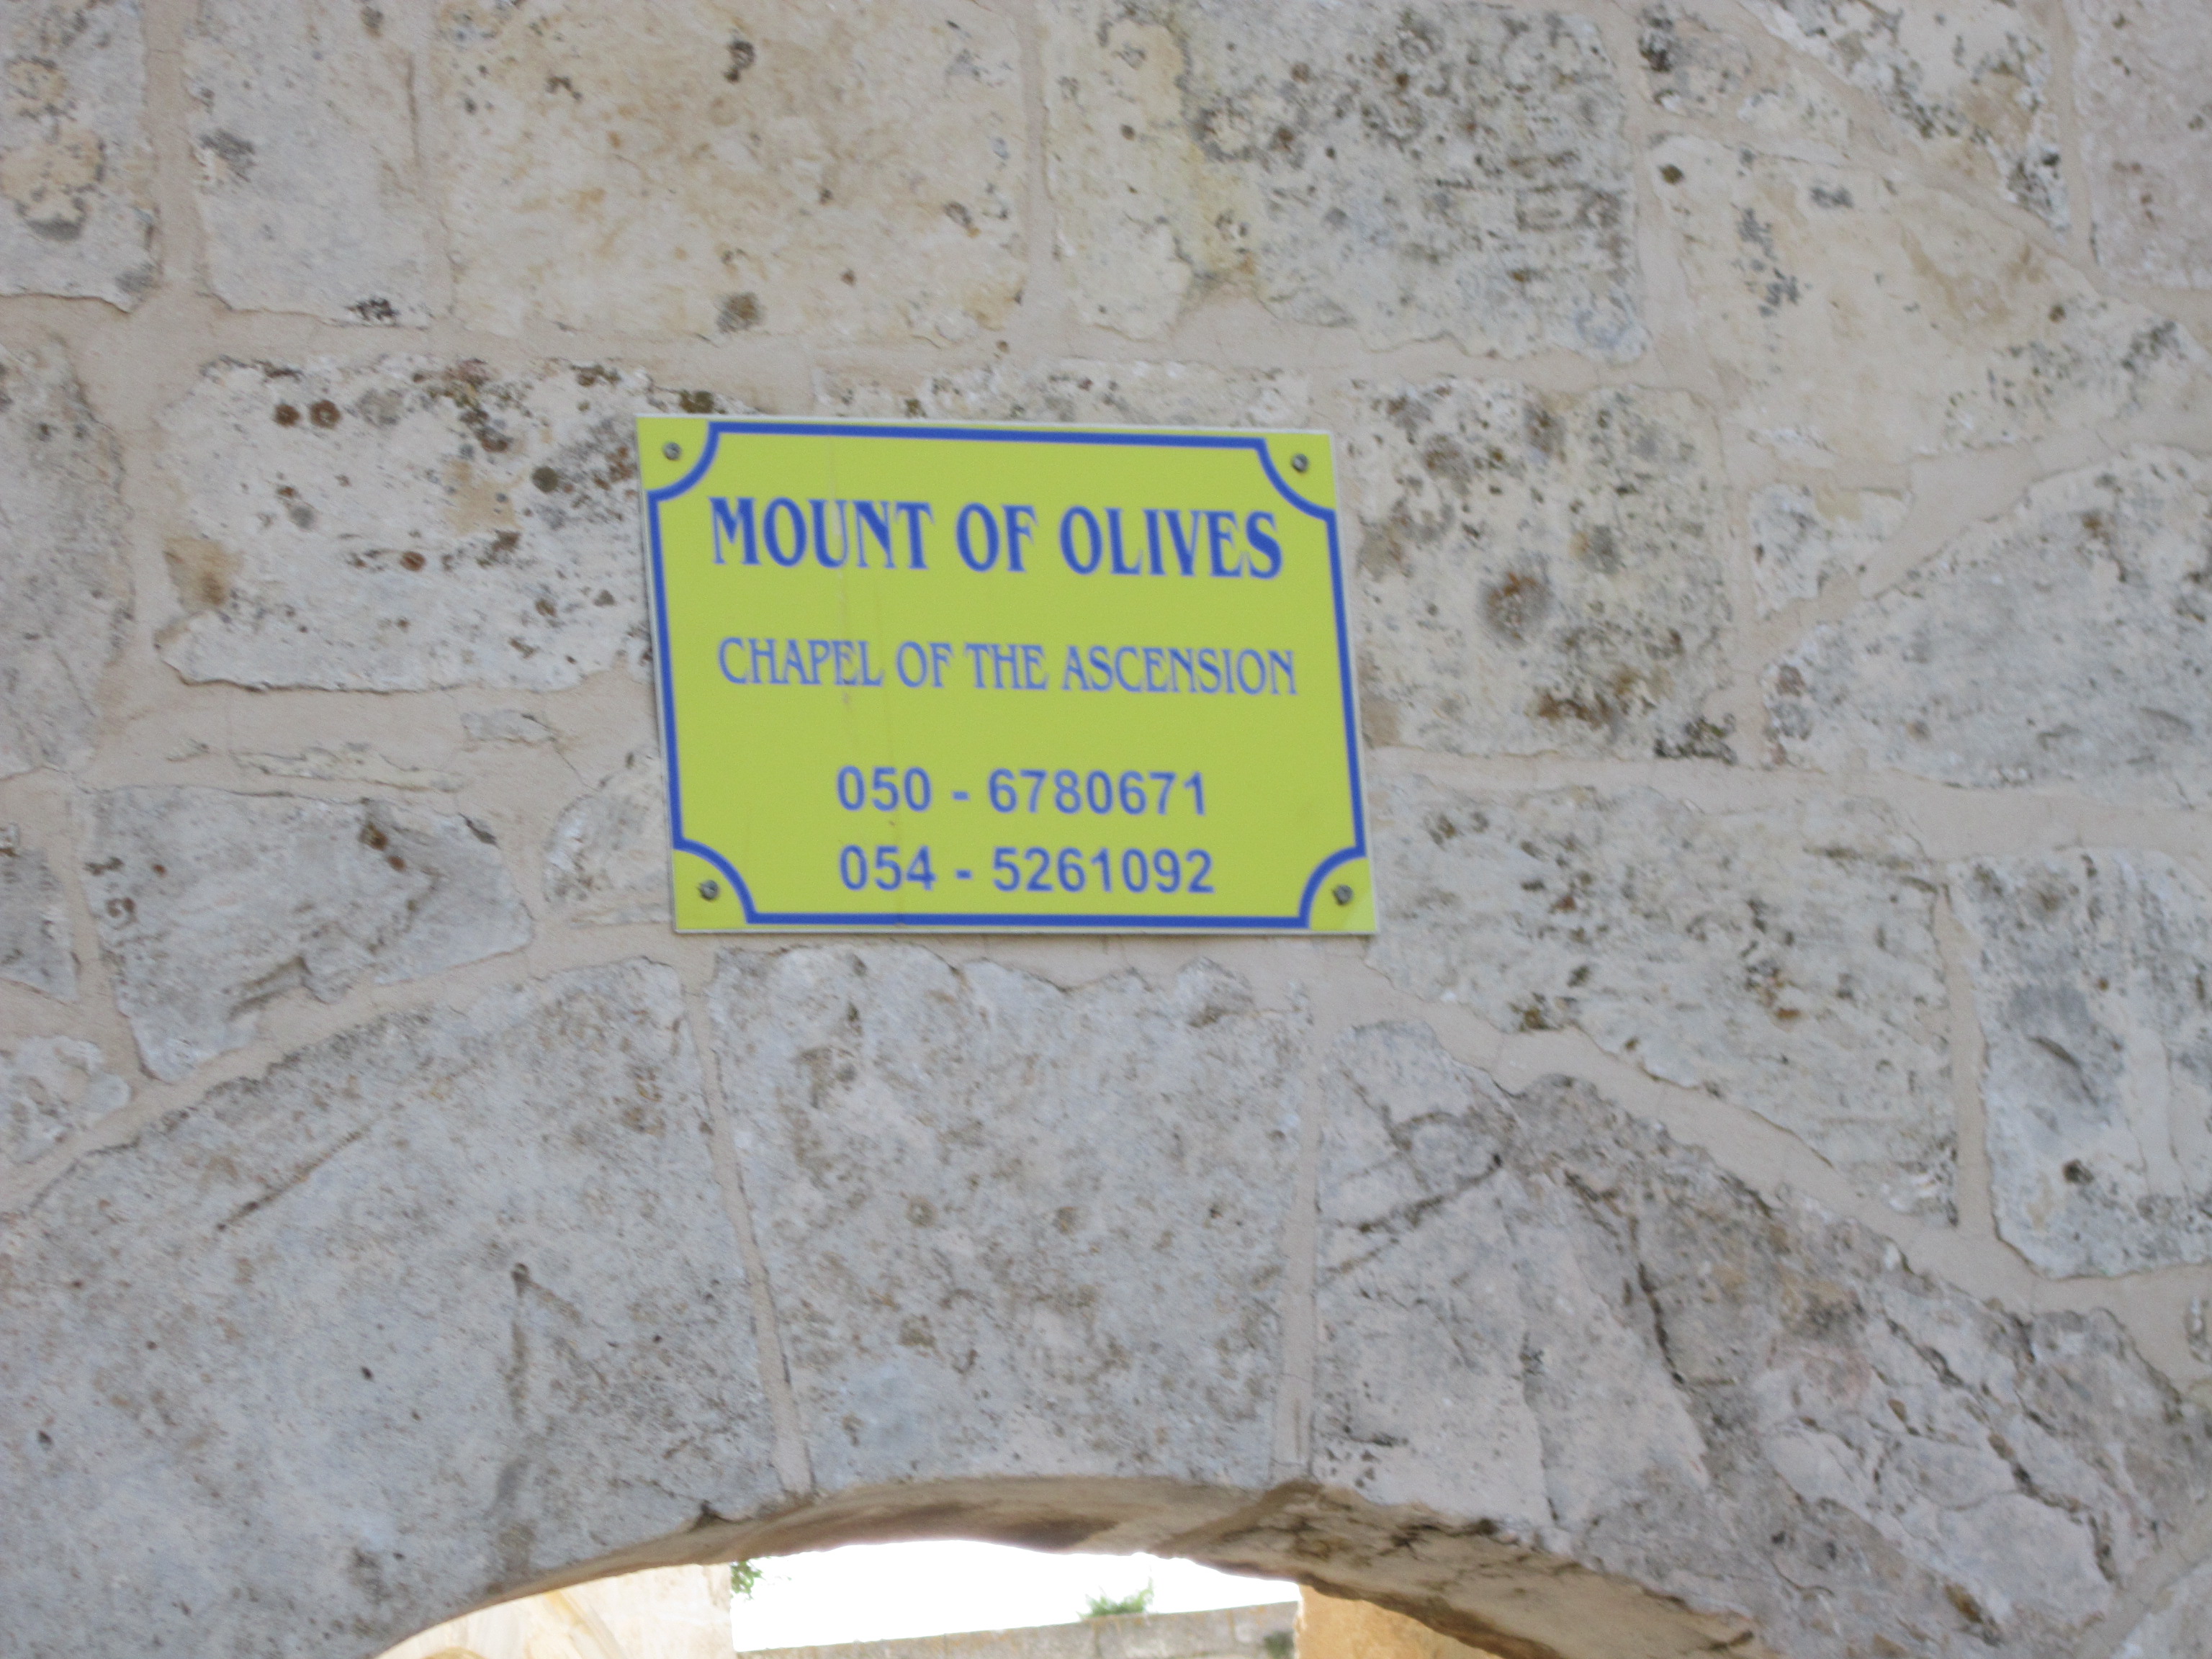 MOUNT OF OLIVES
CHAPEL OF THE ASCENSION
050 - 6780671
054 - 5261092